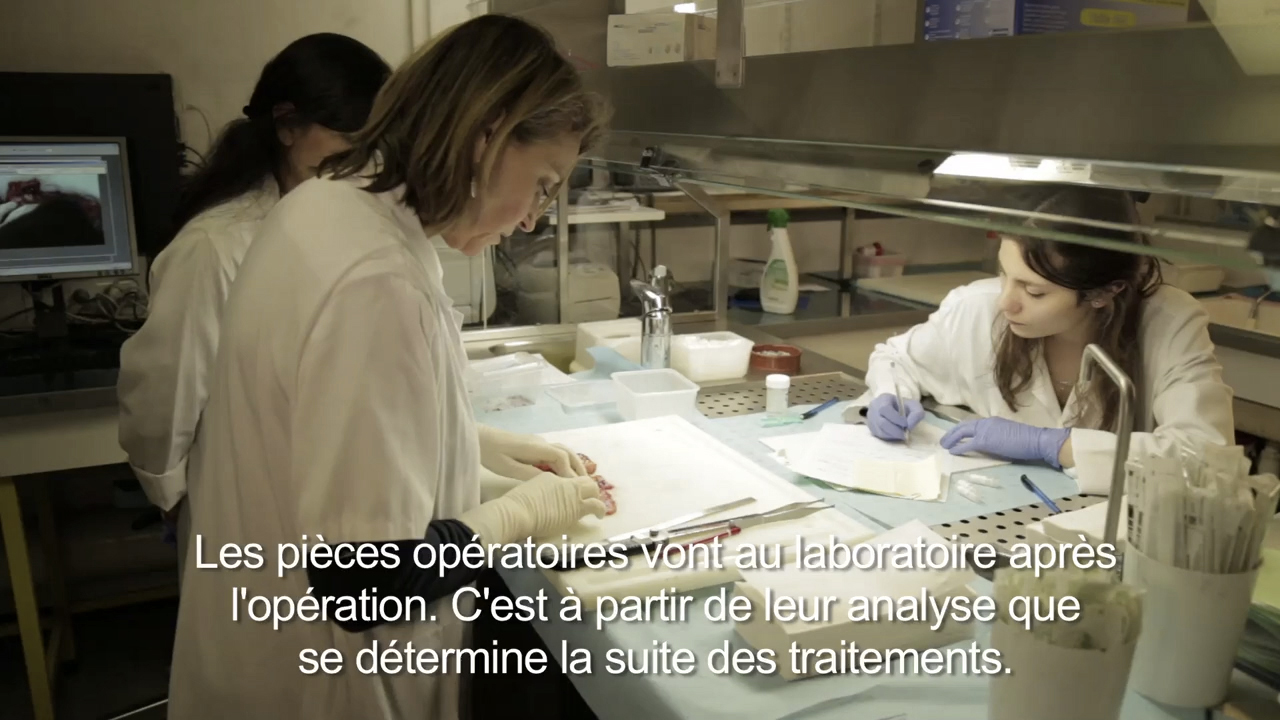 Les pièces opératoires vont au laboratoire après
l'opération. C'est à partir de leur analyse que
se détermine la suite des traitements.